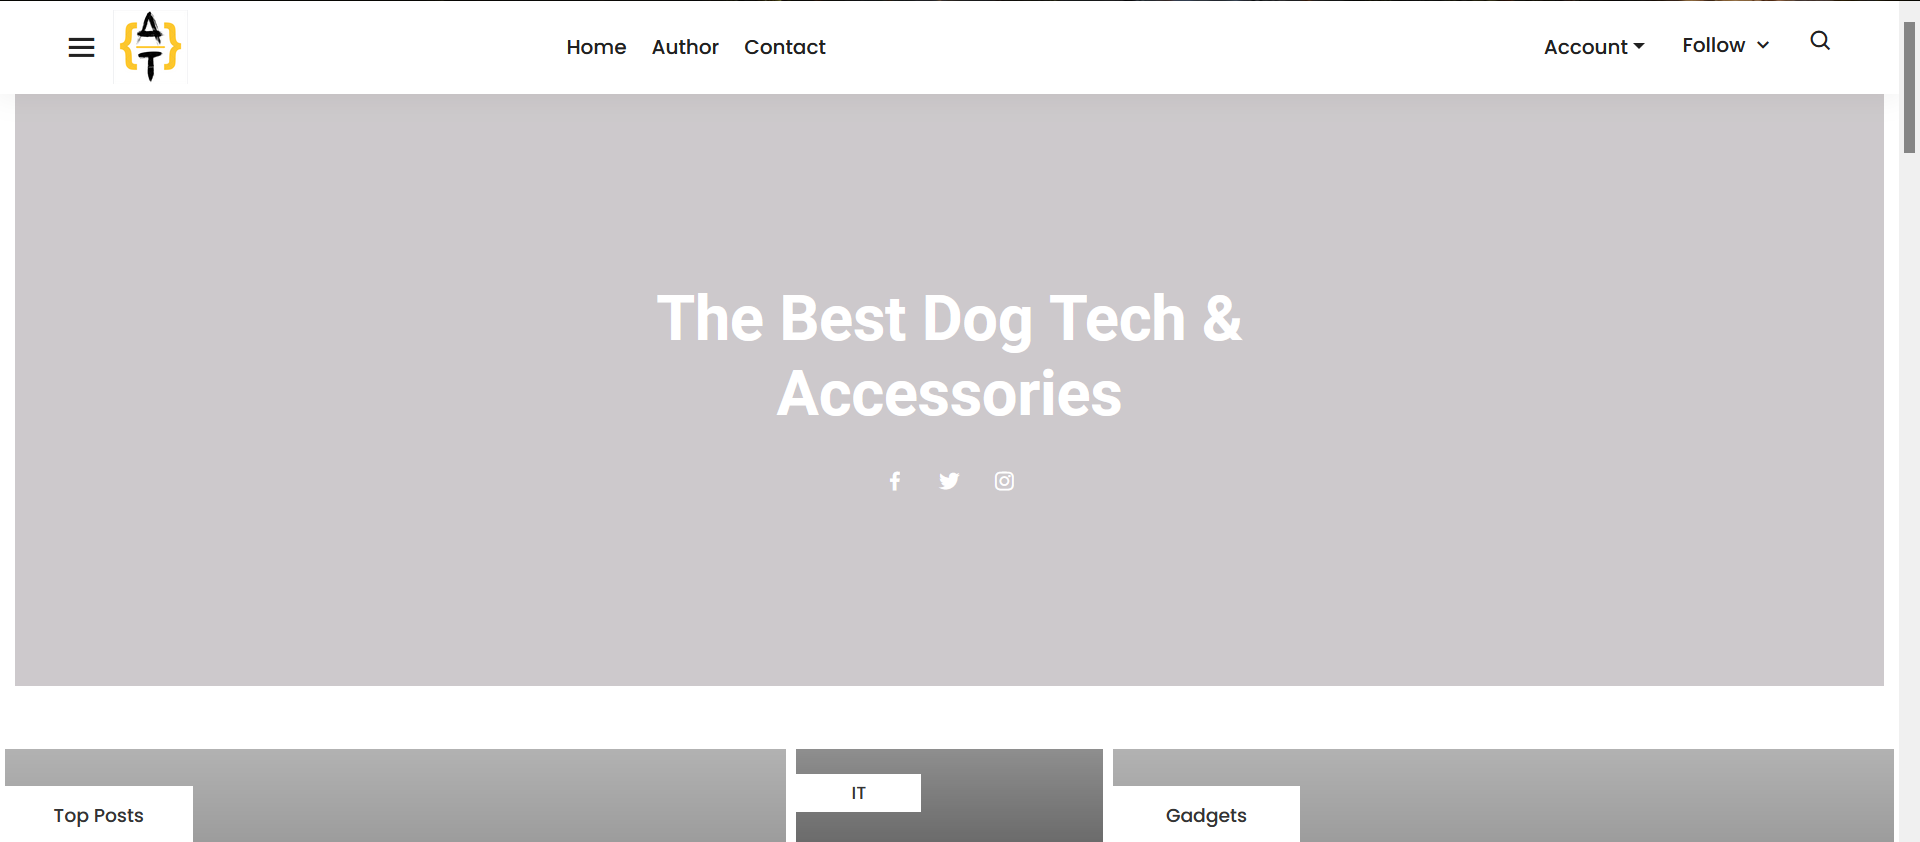 A
T
Home Author Contact Account Follow
The Best Dog Tech &
Accessories
Top Posts
IT
Gadgets